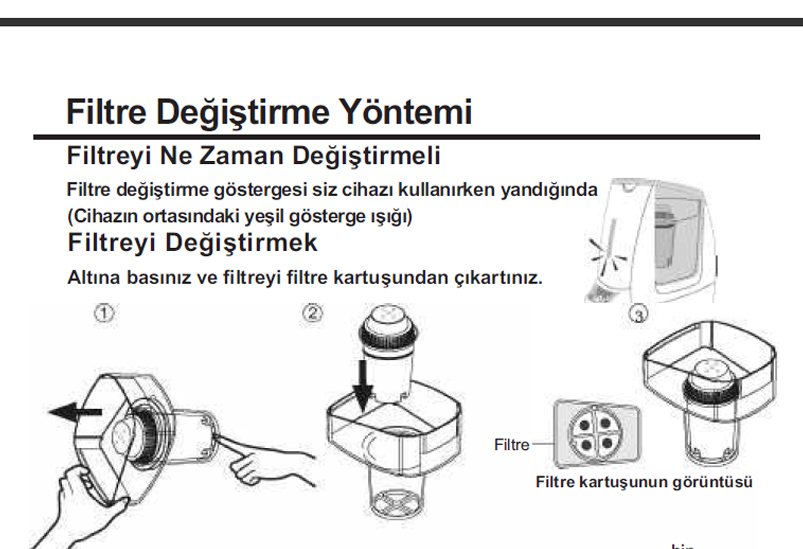 Filtre Değiştirme Yöntemi
Filtreyi Ne Zaman Değiştirmeli
Filtre değiştirme göstergesi siz cihazı kullanırken yandığında
(Cihazın ortasındaki yeşil gösterge ışığı)
Filtreyi Değiştirmek
Altına basınız ve filtreyi filtre kartuşundan çıkartınız.
1
2
3
Filtre
Filtre kartuşunun görüntüsü